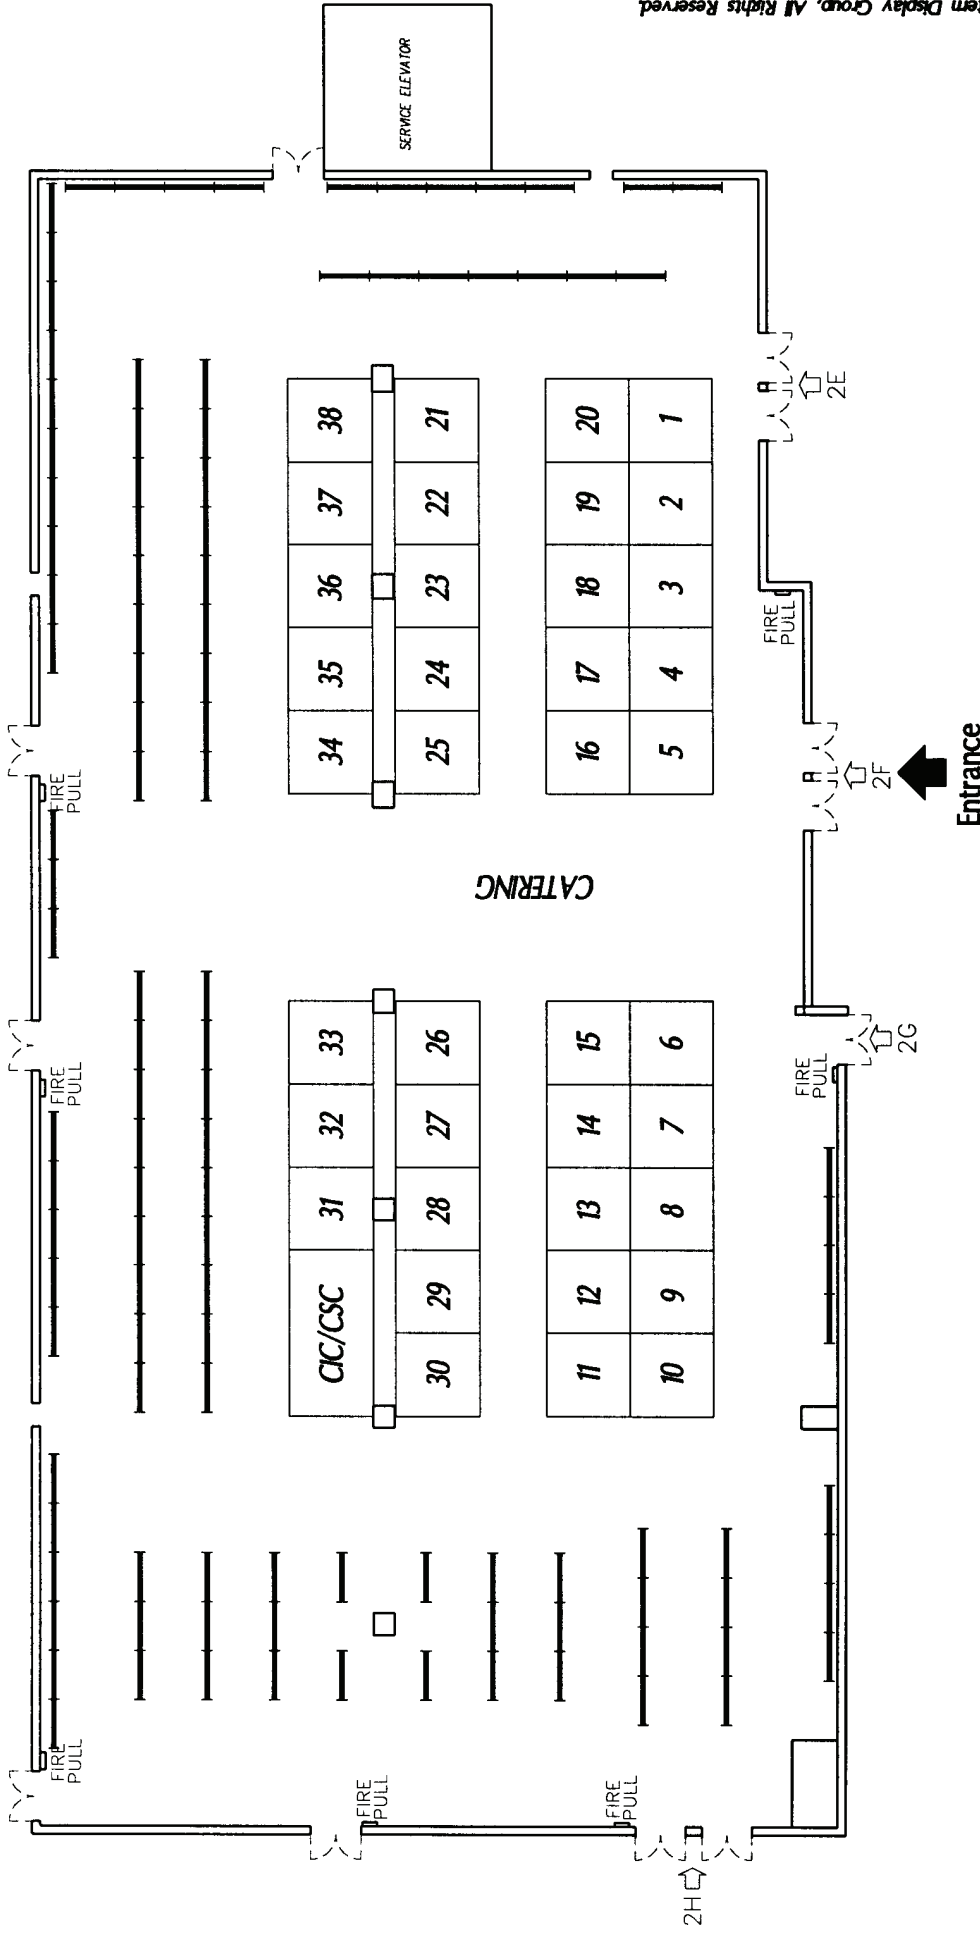 tem Display Group, All Rights Reserved.
SERVICE ELEVATOR
38
37
36
35
34
21
22
23
24
25
20
19
18
17
16
1
2
3
4
5
2E
FIRE
PULL
FIRE
PULL
2F
Entrance
CATERING
33
32
31
CIC/CSC
26
27
28
29
30
15
14
13
12
11
6
7
8
9
10
2G
FIRE
PULL
FIRE
PULL
FIRE
PULL
FIRE
PULL
FIRE
PULL
2H